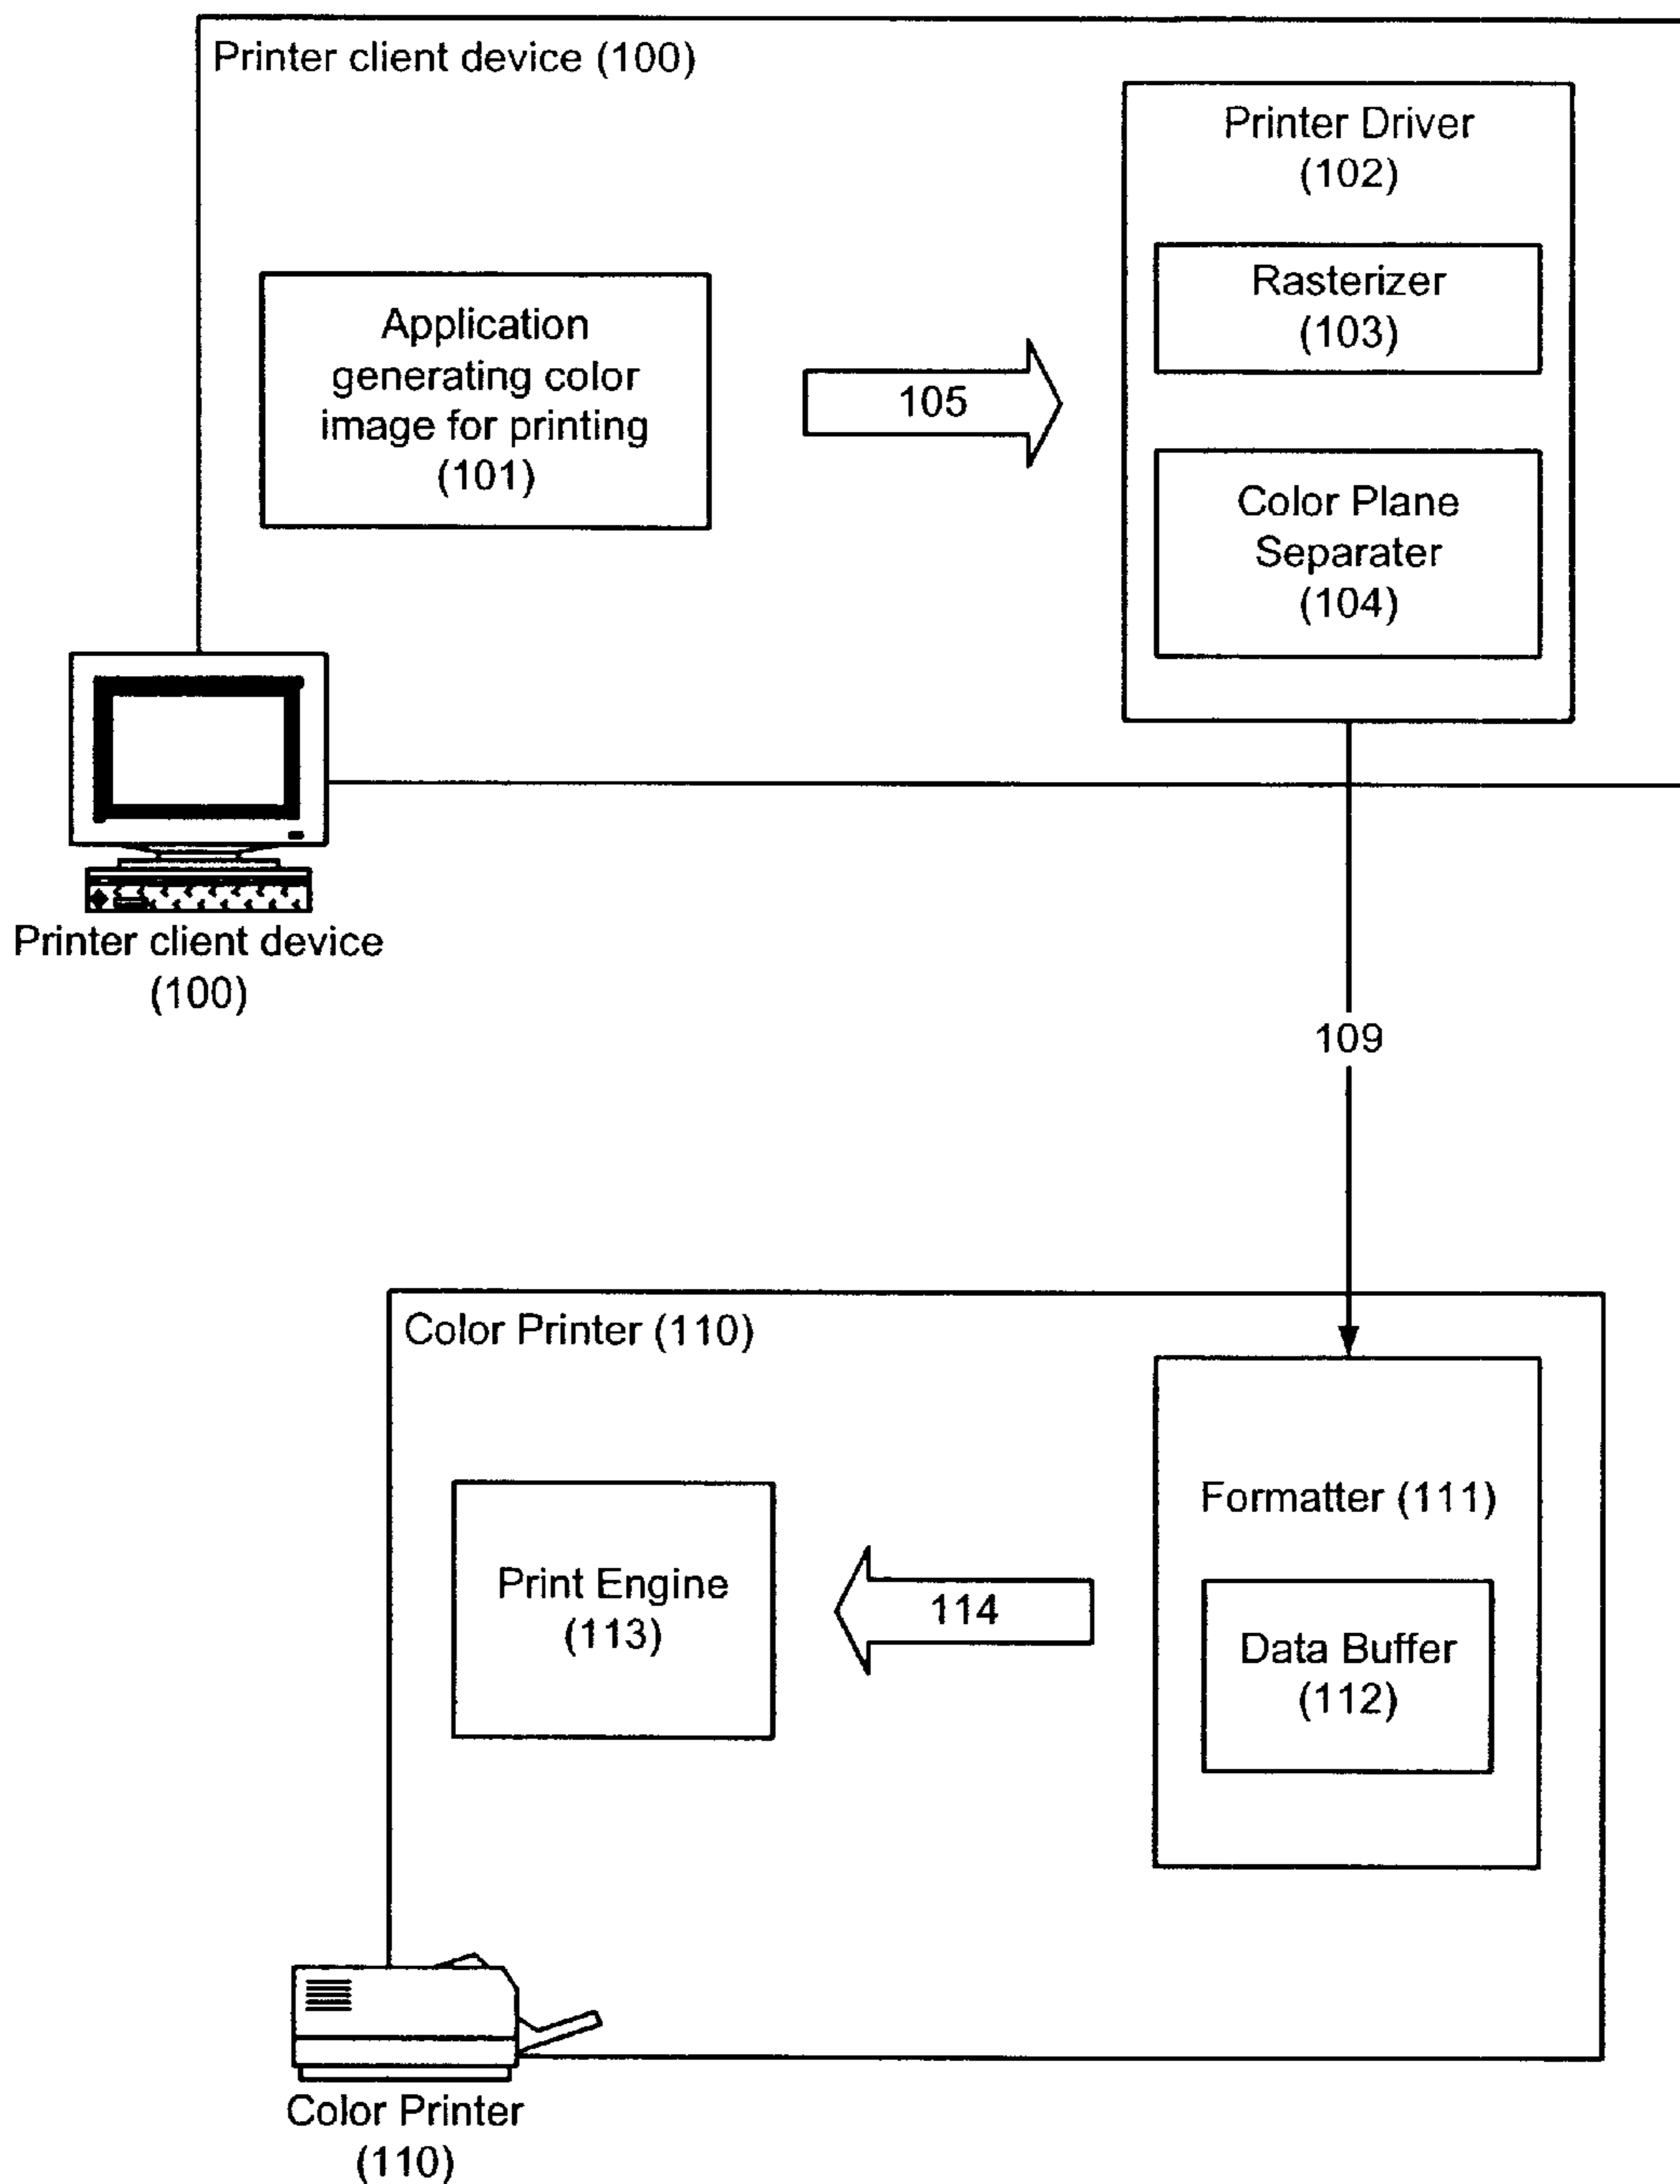 Printer client device (100)
Printer Driver
(102)
Rasterizer
(103)
Application
generating color
image for printing
(101)
105
Color Plane
Separater
(104)
Printer client device
(100)
109
Color Printer (110)
Formatter (111)
Print Engine
(113)
114
Data Buffer
(112)
Color Printer
(110)